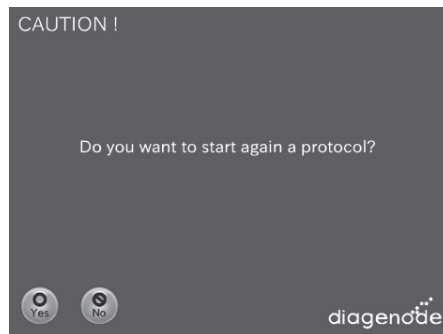 CAUTION !
Do you want to start again a protocol?
Yes
No
diagenode